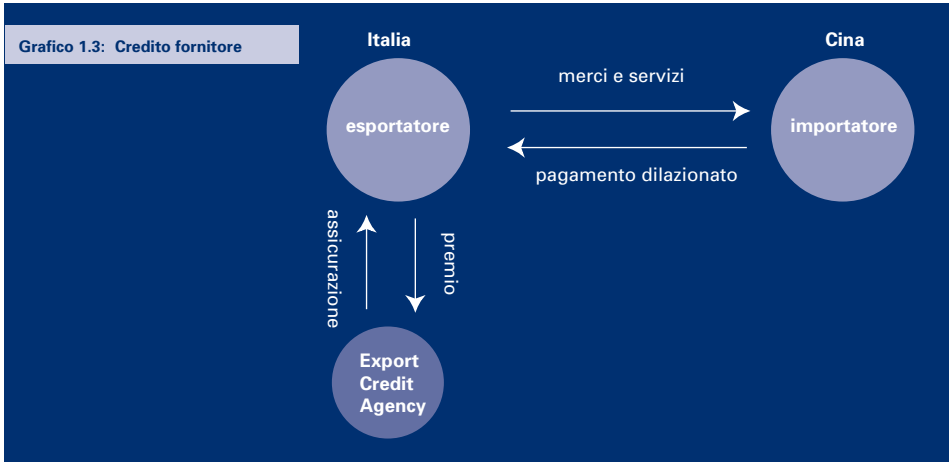 Grafico 1.3: Credito fornitore
Italia
Cina
merci e servizi
esportatore
importatore
pagamento dilazionato
assicurazione
premio
Export
Credit
Agency